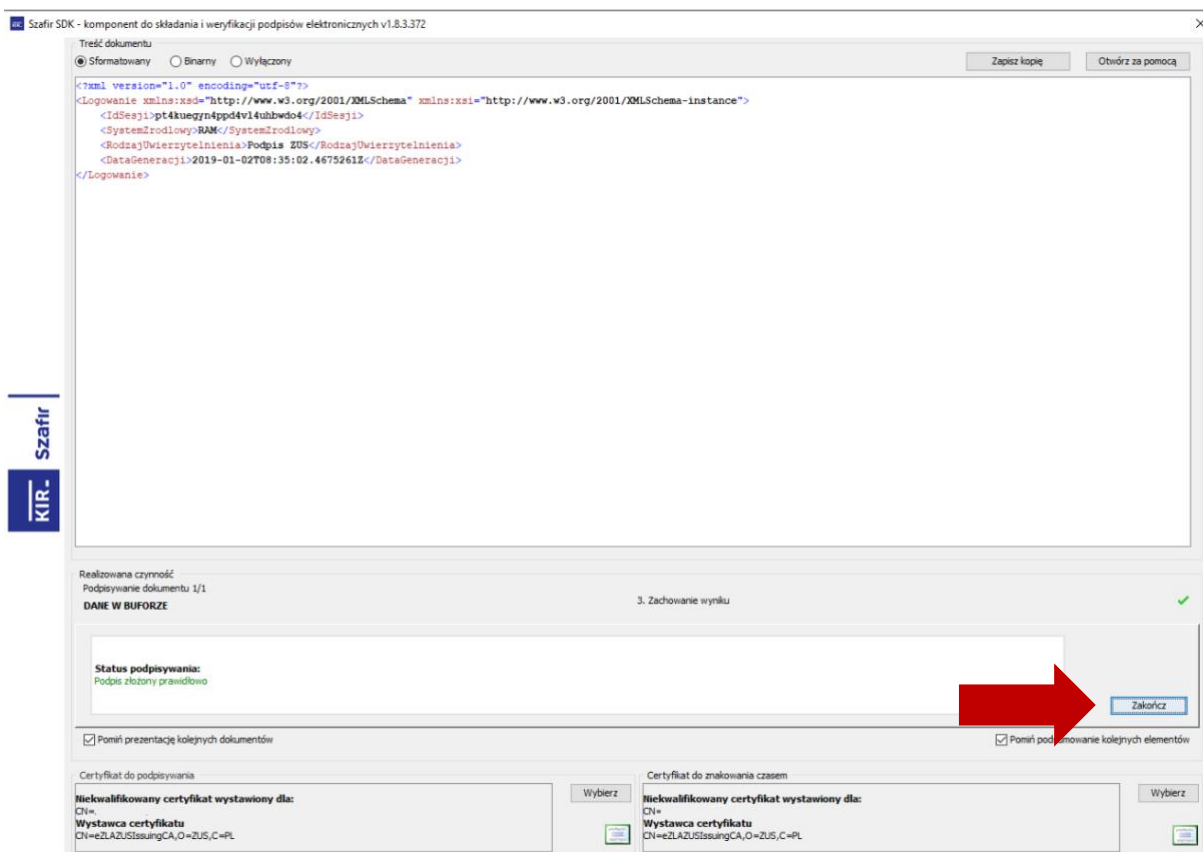 Szafir SDK - komponent do składania i weryfikacji podpisów elektronicznych v1.8.3.372
Treść dokumentu
Sformatowany Binarny Wyłączony Zapisz kopię Otwórz za pomocą
<?xml version="1.0" encoding="utf-8"?>
<Logowanie xmlns:xsd="http://www.w3.org/2001/XMLSchema" xmlns:xsi="http://www.w3.org/2001/XMLSchema-instance">
<IdSesji>pt4kuegyn4ppd4vl4uhbwdo4</IdSesji>
<SystemZrodlowy>RAM</SystemZrodlowy>
<RodzajUwierzytelnienia>Podpis ZUS</RodzajUwierzytelnienia>
<DataGeneracji>2019-01-02T08:35:02.4675261Z</DataGeneracji>
</Logowanie>
KIR Szafir
Realizowana czynność
Podpisywanie dokumentu 1/1
DANE W BUFORZE
3. Zachowanie wyniku
Status podpisywania:
Podpis złożony prawidłowo
Zakończ
Pomiń prezentację kolejnych dokumentów
Pomiń kolejnych elementów
Certyfikat do podpisywania
Wybierz
Niekwalifikowany certyfikat wystawiony dla:
CN=.
Wystawca certyfikatu
CN=eZLAZUSIssuingCA,O=ZUS,C=PL
Certyfikat do znakowania czasem
Wybierz
Niekwalifikowany certyfikat wystawiony dla:
CN=
Wystawca certyfikatu
CN=eZLAZUSIssuingCA,O=ZUS,C=PL